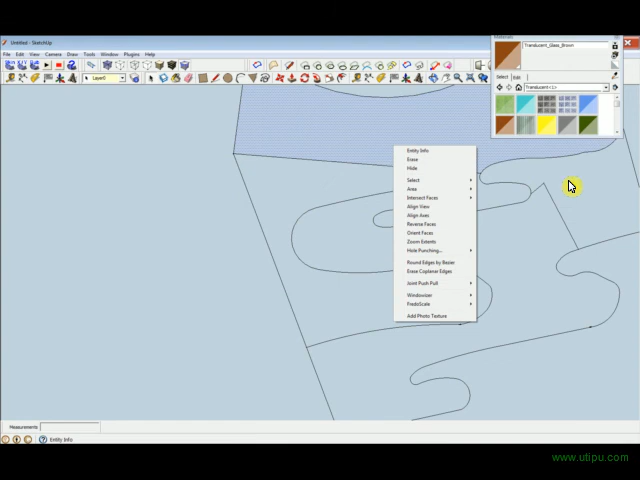 Untitled - SketchUp
File Edit View Camera Draw Tools Window Plugins Help
Layer0
Materials
Translucent_Glass_Brown
Select Edit
Translucent<1>
Entity Info
Erase
Hide
Select
Area
Intersect Faces
Align View
Align Axes
Reverse Faces
Orient Faces
Zoom Extents
Hole Punching...
Round Edges by Bezier
Erase Coplanar Edges
Joint Push Pull
Windowizer
FredoScale
Add Photo Texture
Measurements
Entity Info
www.utipu.com